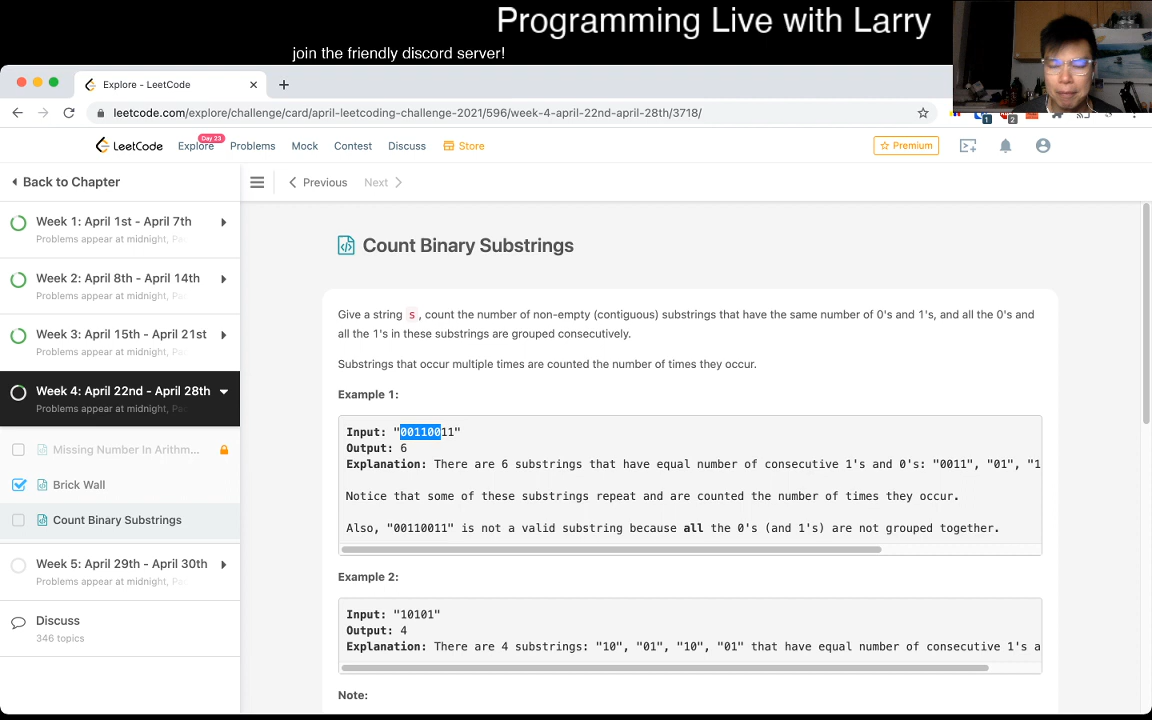 Programming Live with Larry
join the friendly discord server!
Explore - LeetCode
leetcode.com/explore/challenge/card/april-leetcoding-challenge-2021/596/week-4-april-22nd-april-28th/3718/
LeetCode
Explore
Day 23
Problems
Mock
Contest
Discuss
Store
Premium
Back to Chapter
Previous
Next
Week 1: April 1st - April 7th
Problems appear at midnight,
Week 2: April 8th - April 14th
Problems appear at midnight,
Week 3: April 15th - April 21st
Problems appear at midnight,
Week 4: April 22nd - April 28th
Problems appear at midnight,
Missing Number In Arithm...
Brick Wall
Count Binary Substrings
Week 5: April 29th - April 30th
Problems appear at midnight,
Discuss
346 topics
Count Binary Substrings
Give a string s, count the number of non-empty (contiguous) substrings that have the same number of 0's and 1's, and all the 0's and
all the 1's in these substrings are grouped consecutively.
Substrings that occur multiple times are counted the number of times they occur.
Example 1:
Input: "00110011"
Output: 6
Explanation: There are 6 substrings that have equal number of consecutive 1's and 0's: "0011", "01", "1
Notice that some of these substrings repeat and are counted the number of times they occur.
Also, "00110011" is not a valid substring because all the 0's (and 1's) are not grouped together.
Example 2:
Input: "10101"
Output: 4
Explanation: There are 4 substrings: "10", "01", "10", "01" that have equal number of consecutive 1's a
Note: